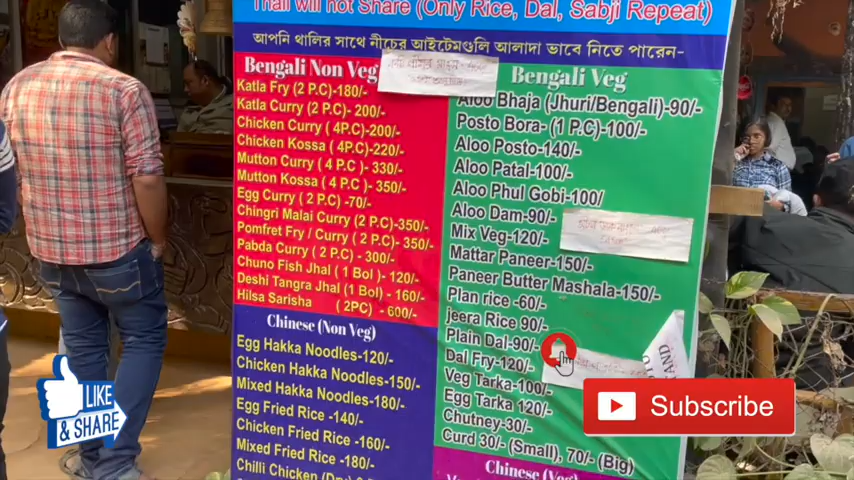 Thali will not Share (Only Rice, Dal, Sabji Repeat)
আপনি থালির সাথে নীচের আইটেমগুলি আলাদা ভাবে নিতে পারেন-
Bengali Non Veg
Katla Fry (2 P.C)-180/-
Katla Curry (2 P.C)- 200/-
Chicken Curry ( 4P.C)-200/-
Chicken Kossa ( 4P.C)-220/-
Mutton Curry ( 4 P.C)- 330/-
Mutton Kossa ( 4 P.C)- 350/-
Egg Curry ( 2 P.C) -70/-
Chingri Malai Curry (2 P.C)-350/-
Pomfret Fry / Curry ( 2 P.C)- 350/-
Pabda Curry ( 2 P.C) - 300/-
Chuno Fish Jhal ( 1 Bol) - 120/-
Deshi Tangra Jhal (1 Bol) - 160/-
Hilsa Sarisha ( 2PC) - 600/-
Chinese (Non Veg)
Egg Hakka Noodles-120/-
Chicken Hakka Noodles-150/-
Mixed Hakka Noodles-180/-
Egg Fried Rice -140/-
Chicken Fried Rice -160/-
Mixed Fried Rice -180/-
Chilli Chicken
Bengali Veg
Aloo Bhaja (Jhuri/Bengali)-90/-
Posto Bora- (1 P.C)-100/-
Aloo Posto-140/-
Aloo Patal-100/-
Aloo Phul Gobi-100/
Aloo Dam-90/-
Mix Veg-120/-
Mattar Paneer-150/-
Paneer Butter Mashala-150/-
Plan rice -60/-
jeera Rice 90/-
Plain Dal-90/-
Dal Fry-120/-
Veg Tarka-100/-
Egg Tarka 120/-
Chutney-30/-
Curd 30/- (Small), 70/- (Big)
Chinese (Veg)
LIKE
& SHARE
Subscribe